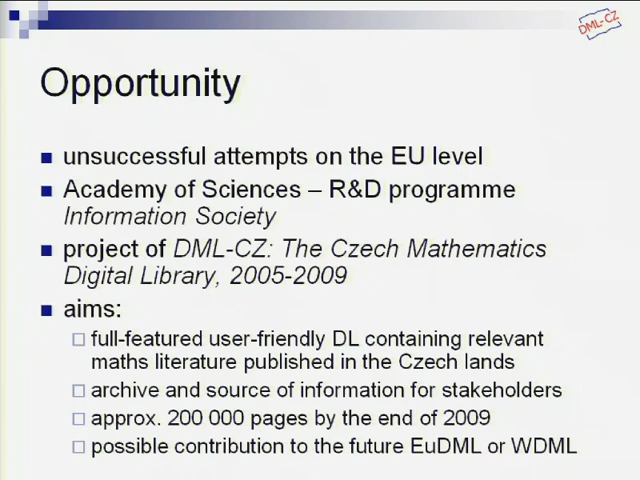 DML-CZ
Opportunity
unsuccessful attempts on the EU level
Academy of Sciences – R&D programme
Information Society
project of DML-CZ: The Czech Mathematics
Digital Library, 2005-2009
aims:
full-featured user-friendly DL containing relevant
maths literature published in the Czech lands
archive and source of information for stakeholders
approx. 200 000 pages by the end of 2009
possible contribution to the future EuDML or WDML